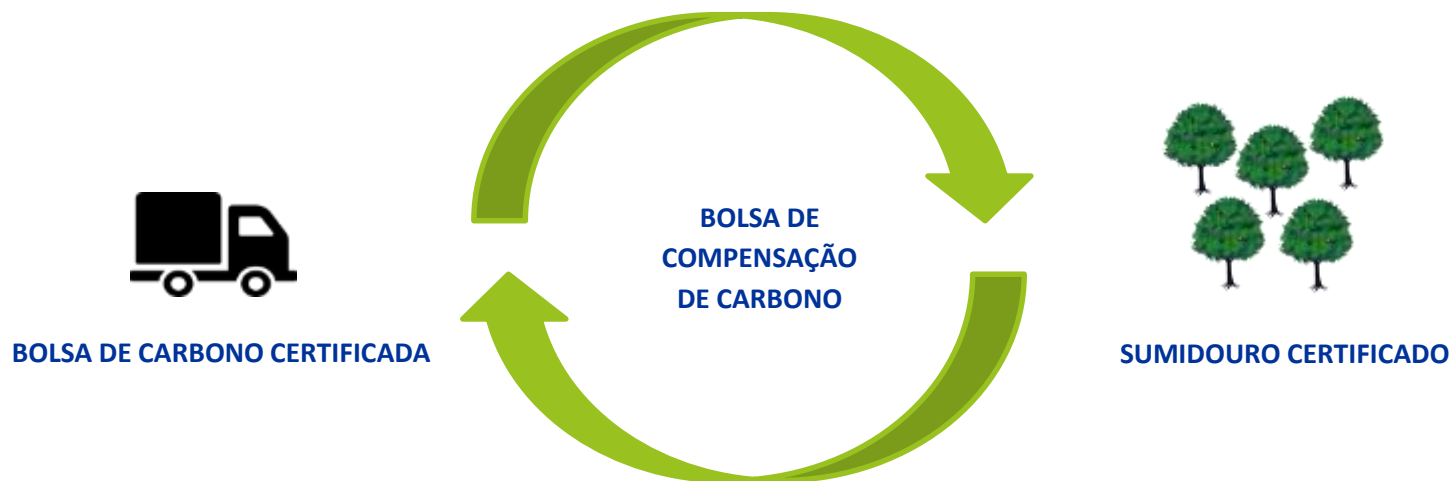 BOLSA DE
COMPENSAÇÃO
DE CARBONO
BOLSA DE CARBONO CERTIFICADA
SUMIDOURO CERTIFICADO